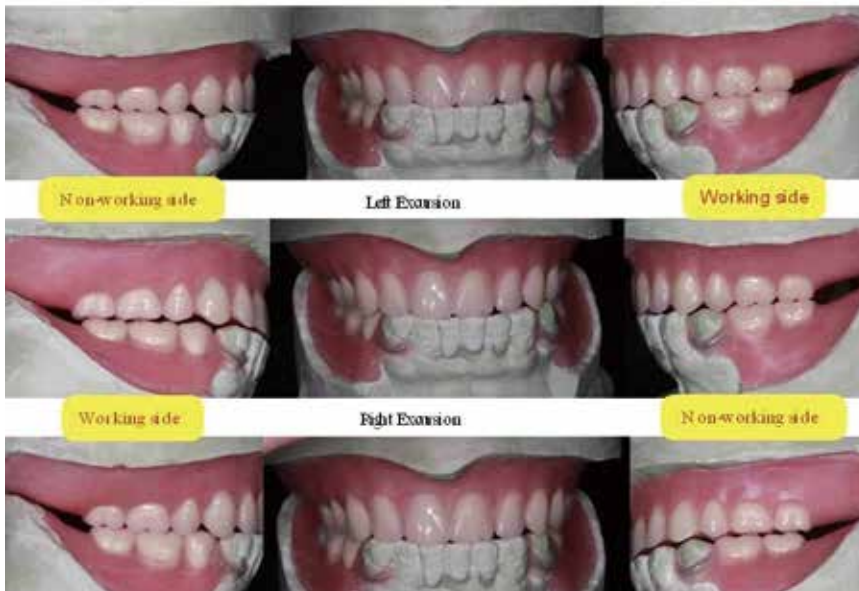 Non-working side
Left Excursion
Working side
Working side
Right Excursion
Non-working side